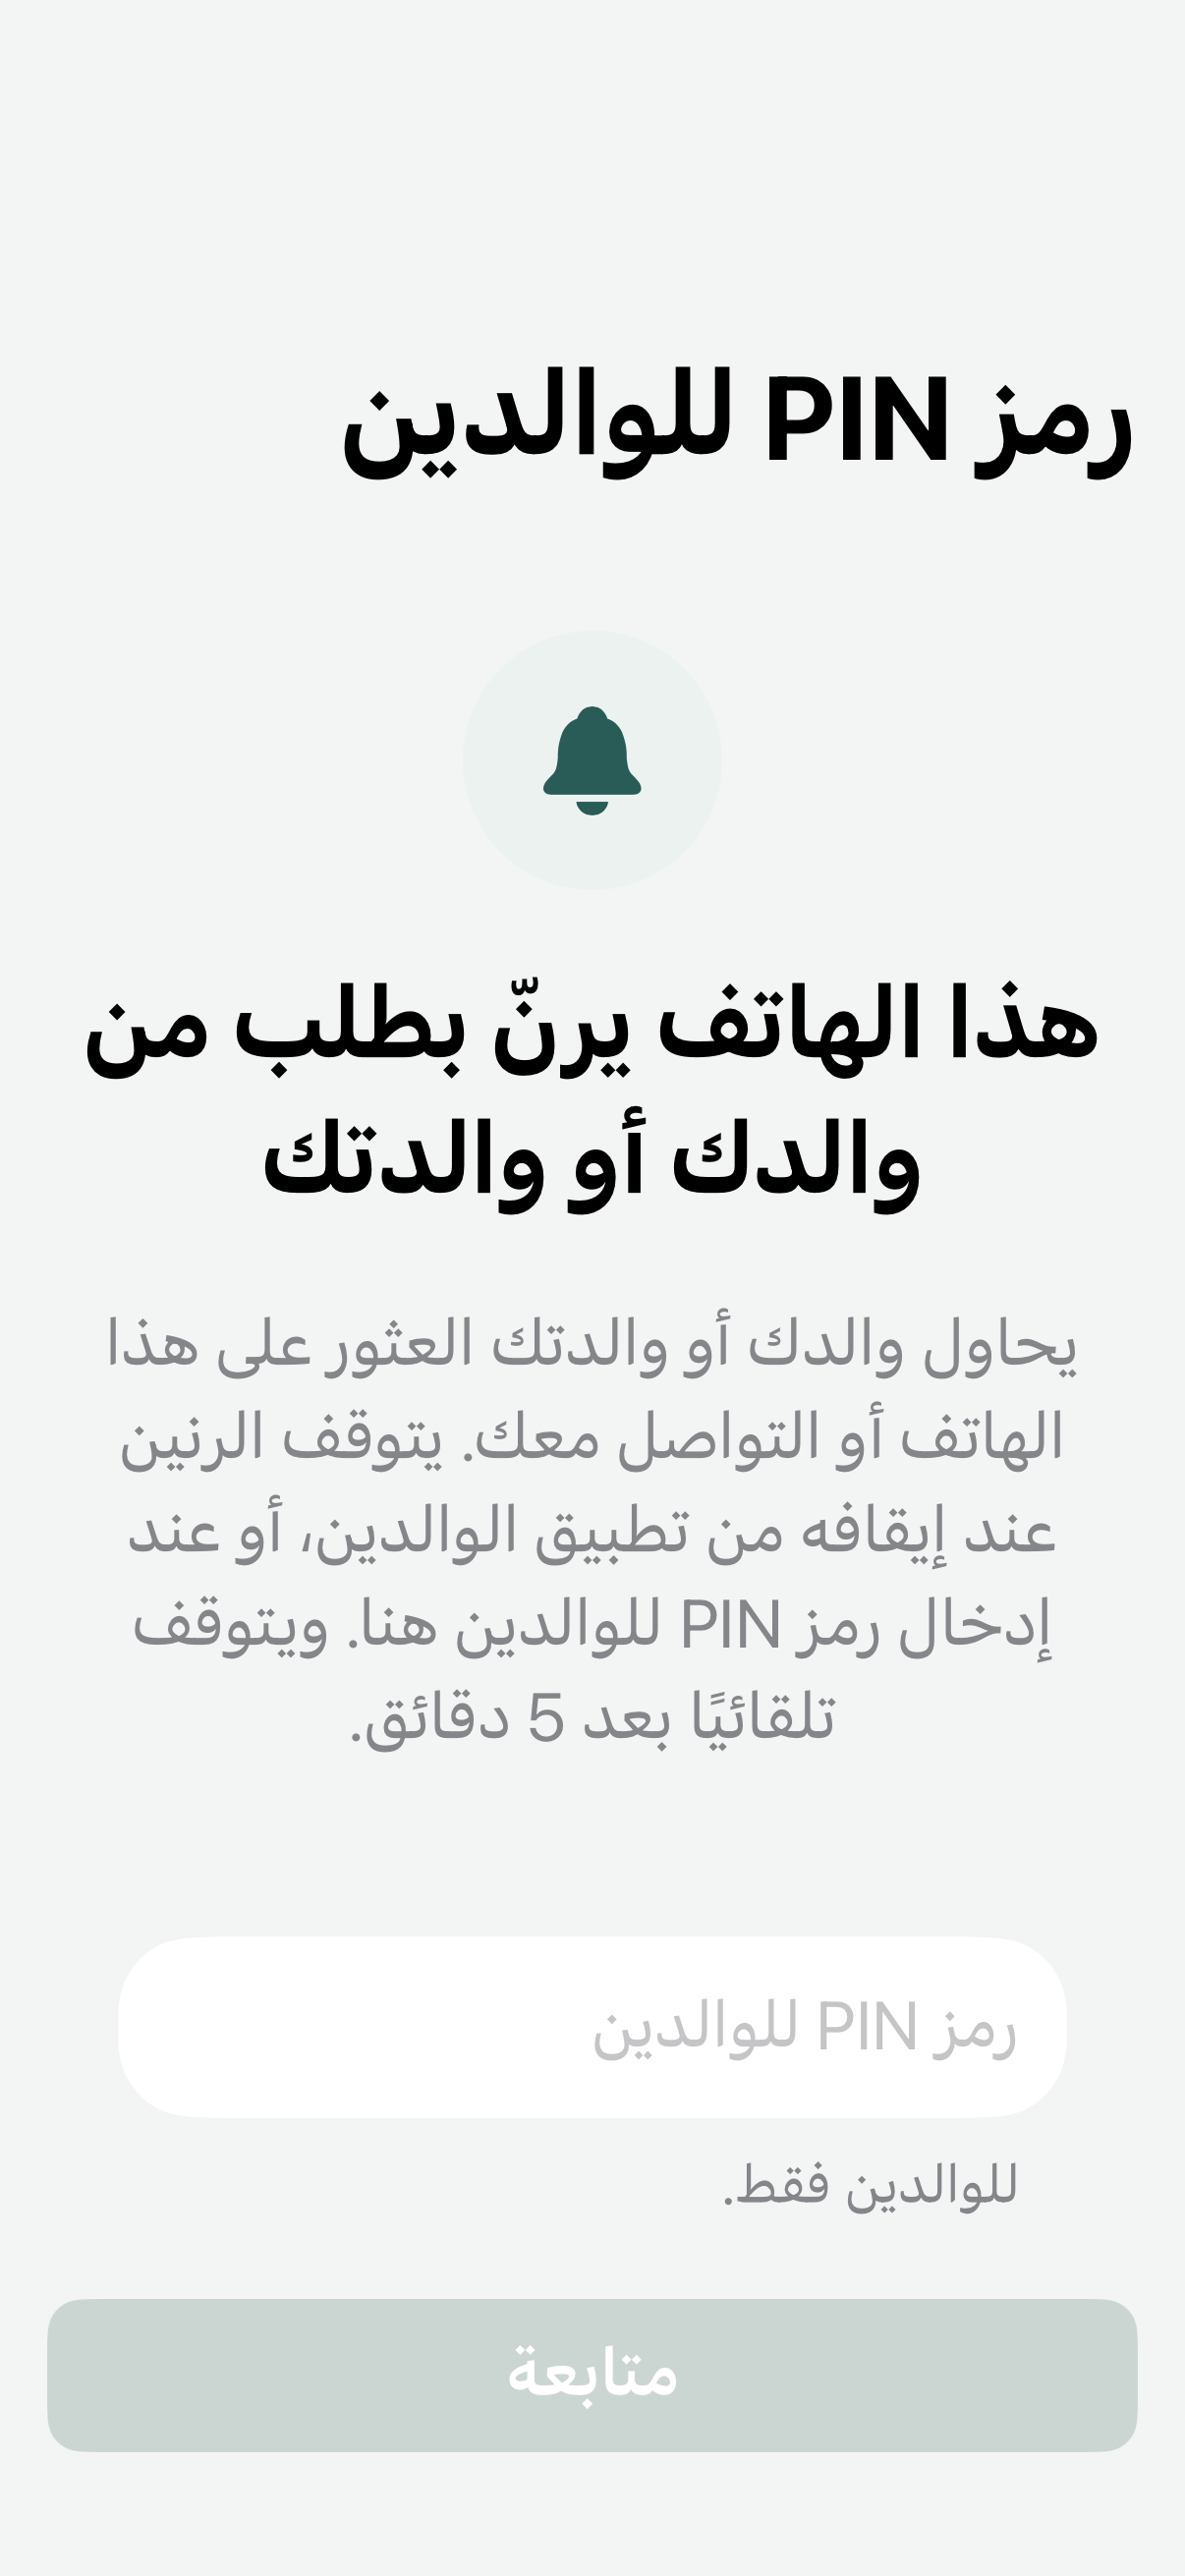 رمز PIN للوالدين
هذا الهاتف يرنّ بطلب من
والدك أو والدتك
يحاول والدك أو والدتك العثور على هذا
الهاتف أو التواصل معك. يتوقف الرنين
عند إيقافه من تطبيق الوالدين، أو عند
إدخال رمز PIN للوالدين هنا. ويتوقف
تلقائيًا بعد 5 دقائق.
رمز PIN للوالدين
للوالدين فقط.
متابعة